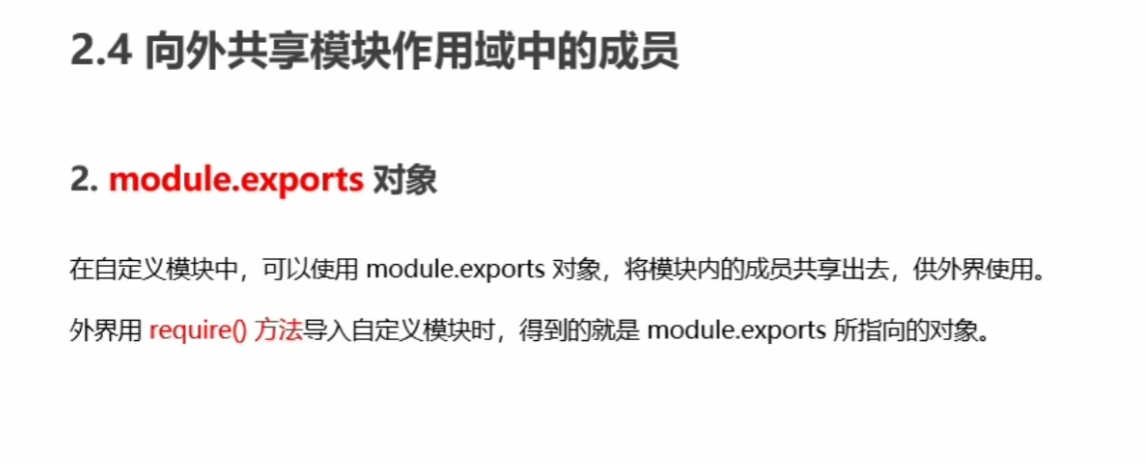 2.4 向外共享模块作用域中的成员
2. module.exports 对象
在自定义模块中，可以使用 module.exports 对象，将模块内的成员共享出去，供外界使用。
外界用 require() 方法导入自定义模块时，得到的就是 module.exports 所指向的对象。